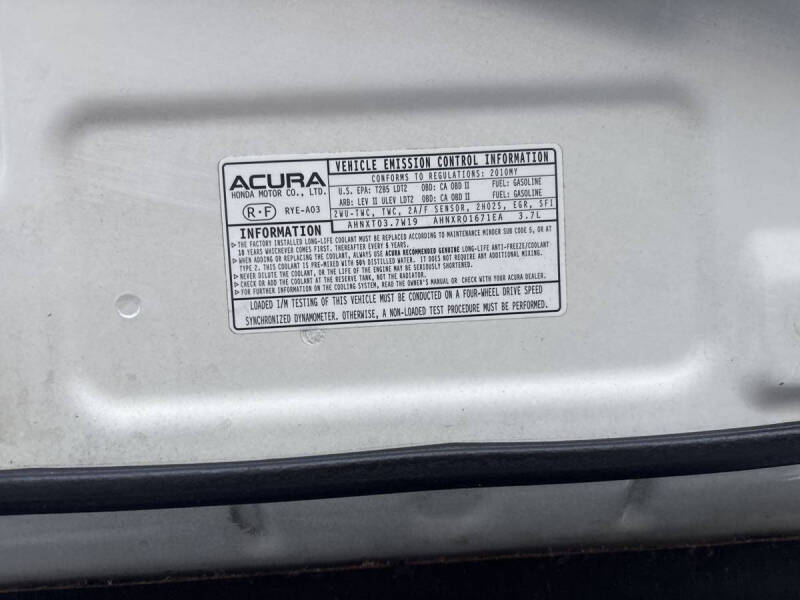 ACURA
HONDA MOTOR CO., LTD.
R-F RYE-A03
VEHICLE EMISSION CONTROL INFORMATION
CONFORMS TO REGULATIONS: 2010MY
U.S. EPA: T2B5 LDT2 OBD: CA OBD II FUEL: GASOLINE
ARB: LEV II ULEV LDT2 OBD: CA OBD II FUEL: GASOLINE
2WU-TWC, TWC, 2A/F SENSOR, 2HO2S, EGR, SFI
AHNXT03.7W19 AHNXR0167IEA 3.7L
INFORMATION
▷THE FACTORY INSTALLED LONG-LIFE COOLANT MUST BE REPLACED ACCORDING TO MAINTENANCE MINDER SUB CODE 5, OR AT
10 YEARS WHICHEVER COMES FIRST. THEREAFTER EVERY 5 YEARS.
▷WHEN ADDING OR REPLACING THE COOLANT, ALWAYS USE ACURA RECOMMENDED GENUINE LONG-LIFE ANTI-FREEZE/COOLANT
TYPE 2. THIS COOLANT IS PRE-MIXED WITH 50% DISTILLED WATER. IT DOES NOT REQUIRE ANY ADDITIONAL MIXING.
▷NEVER DILUTE THE COOLANT, OR THE LIFE OF THE ENGINE MAY BE SERIOUSLY SHORTENED.
▷CHECK OR ADD THE COOLANT AT THE RESERVE TANK, NOT THE RADIATOR.
▷FOR FURTHER INFORMATION ON THE COOLING SYSTEM, READ THE OWNER'S MANUAL OR CHECK WITH YOUR ACURA DEALER.
LOADED I/M TESTING OF THIS VEHICLE MUST BE CONDUCTED ON A FOUR-WHEEL DRIVE SPEED
SYNCHRONIZED DYNAMOMETER. OTHERWISE, A NON-LOADED TEST PROCEDURE MUST BE PERFORMED.